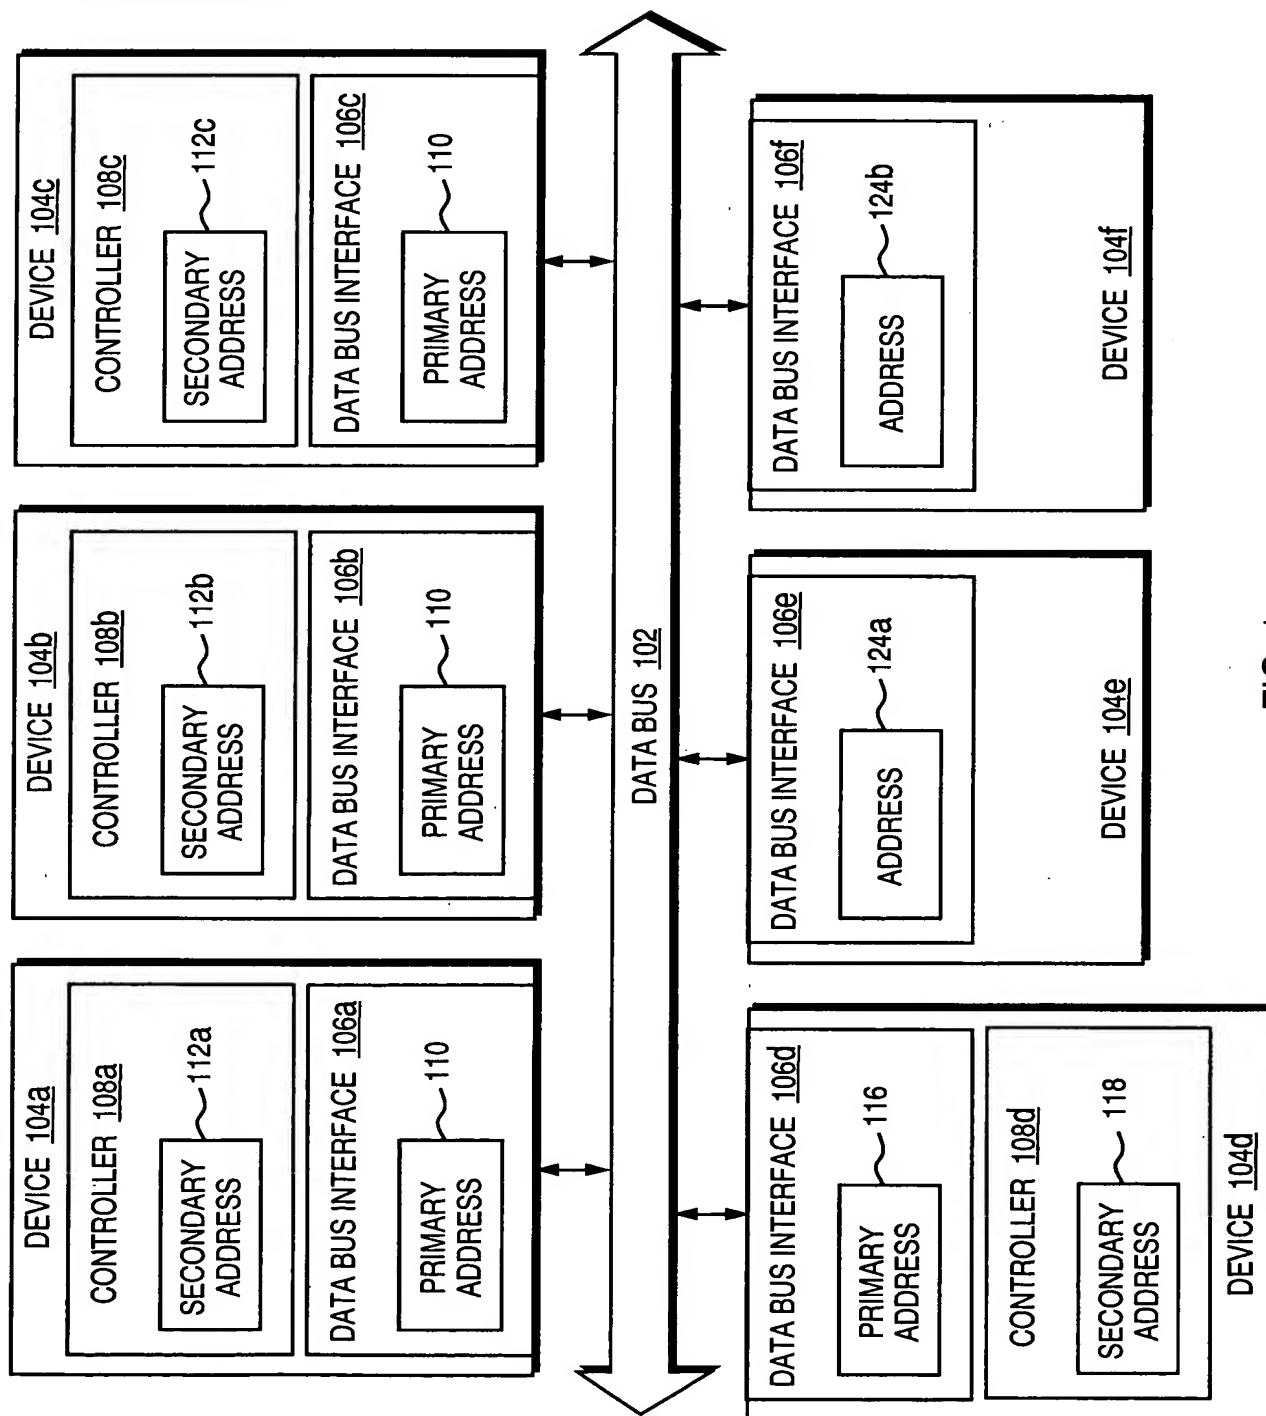 DEVICE 104a
CONTROLLER 108a
SECONDARY
ADDRESS
112a
DATA BUS INTERFACE 106a
PRIMARY
ADDRESS
110
DEVICE 104b
CONTROLLER 108b
SECONDARY
ADDRESS
112b
DATA BUS INTERFACE 106b
PRIMARY
ADDRESS
110
DEVICE 104c
CONTROLLER 108c
SECONDARY
ADDRESS
112c
DATA BUS INTERFACE 106c
PRIMARY
ADDRESS
110
DATA BUS 102
DATA BUS INTERFACE 106d
PRIMARY
ADDRESS
116
CONTROLLER 108d
SECONDARY
ADDRESS
118
DEVICE 104d
DATA BUS INTERFACE 106e
ADDRESS
124a
DEVICE 104e
DATA BUS INTERFACE 106f
ADDRESS
124b
DEVICE 104f